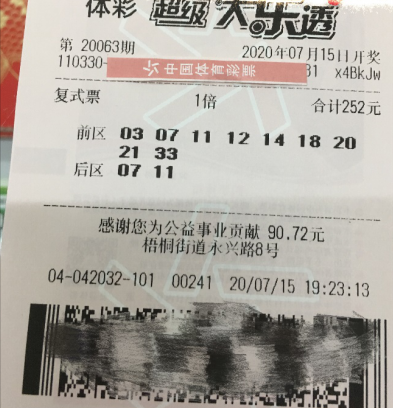 体彩 超级大乐透
第 20063期 2020年07月15日开奖
110330- 中国体育彩票 81 x4BkJw
复式票 1倍 合计252元
前区 03 07 11 12 14 18 20
21 33
后区 07 11
感谢您为公益事业贡献 90.72元
梧桐街道永兴路8号
04-042032-101 00241 20/07/15 19:23:13